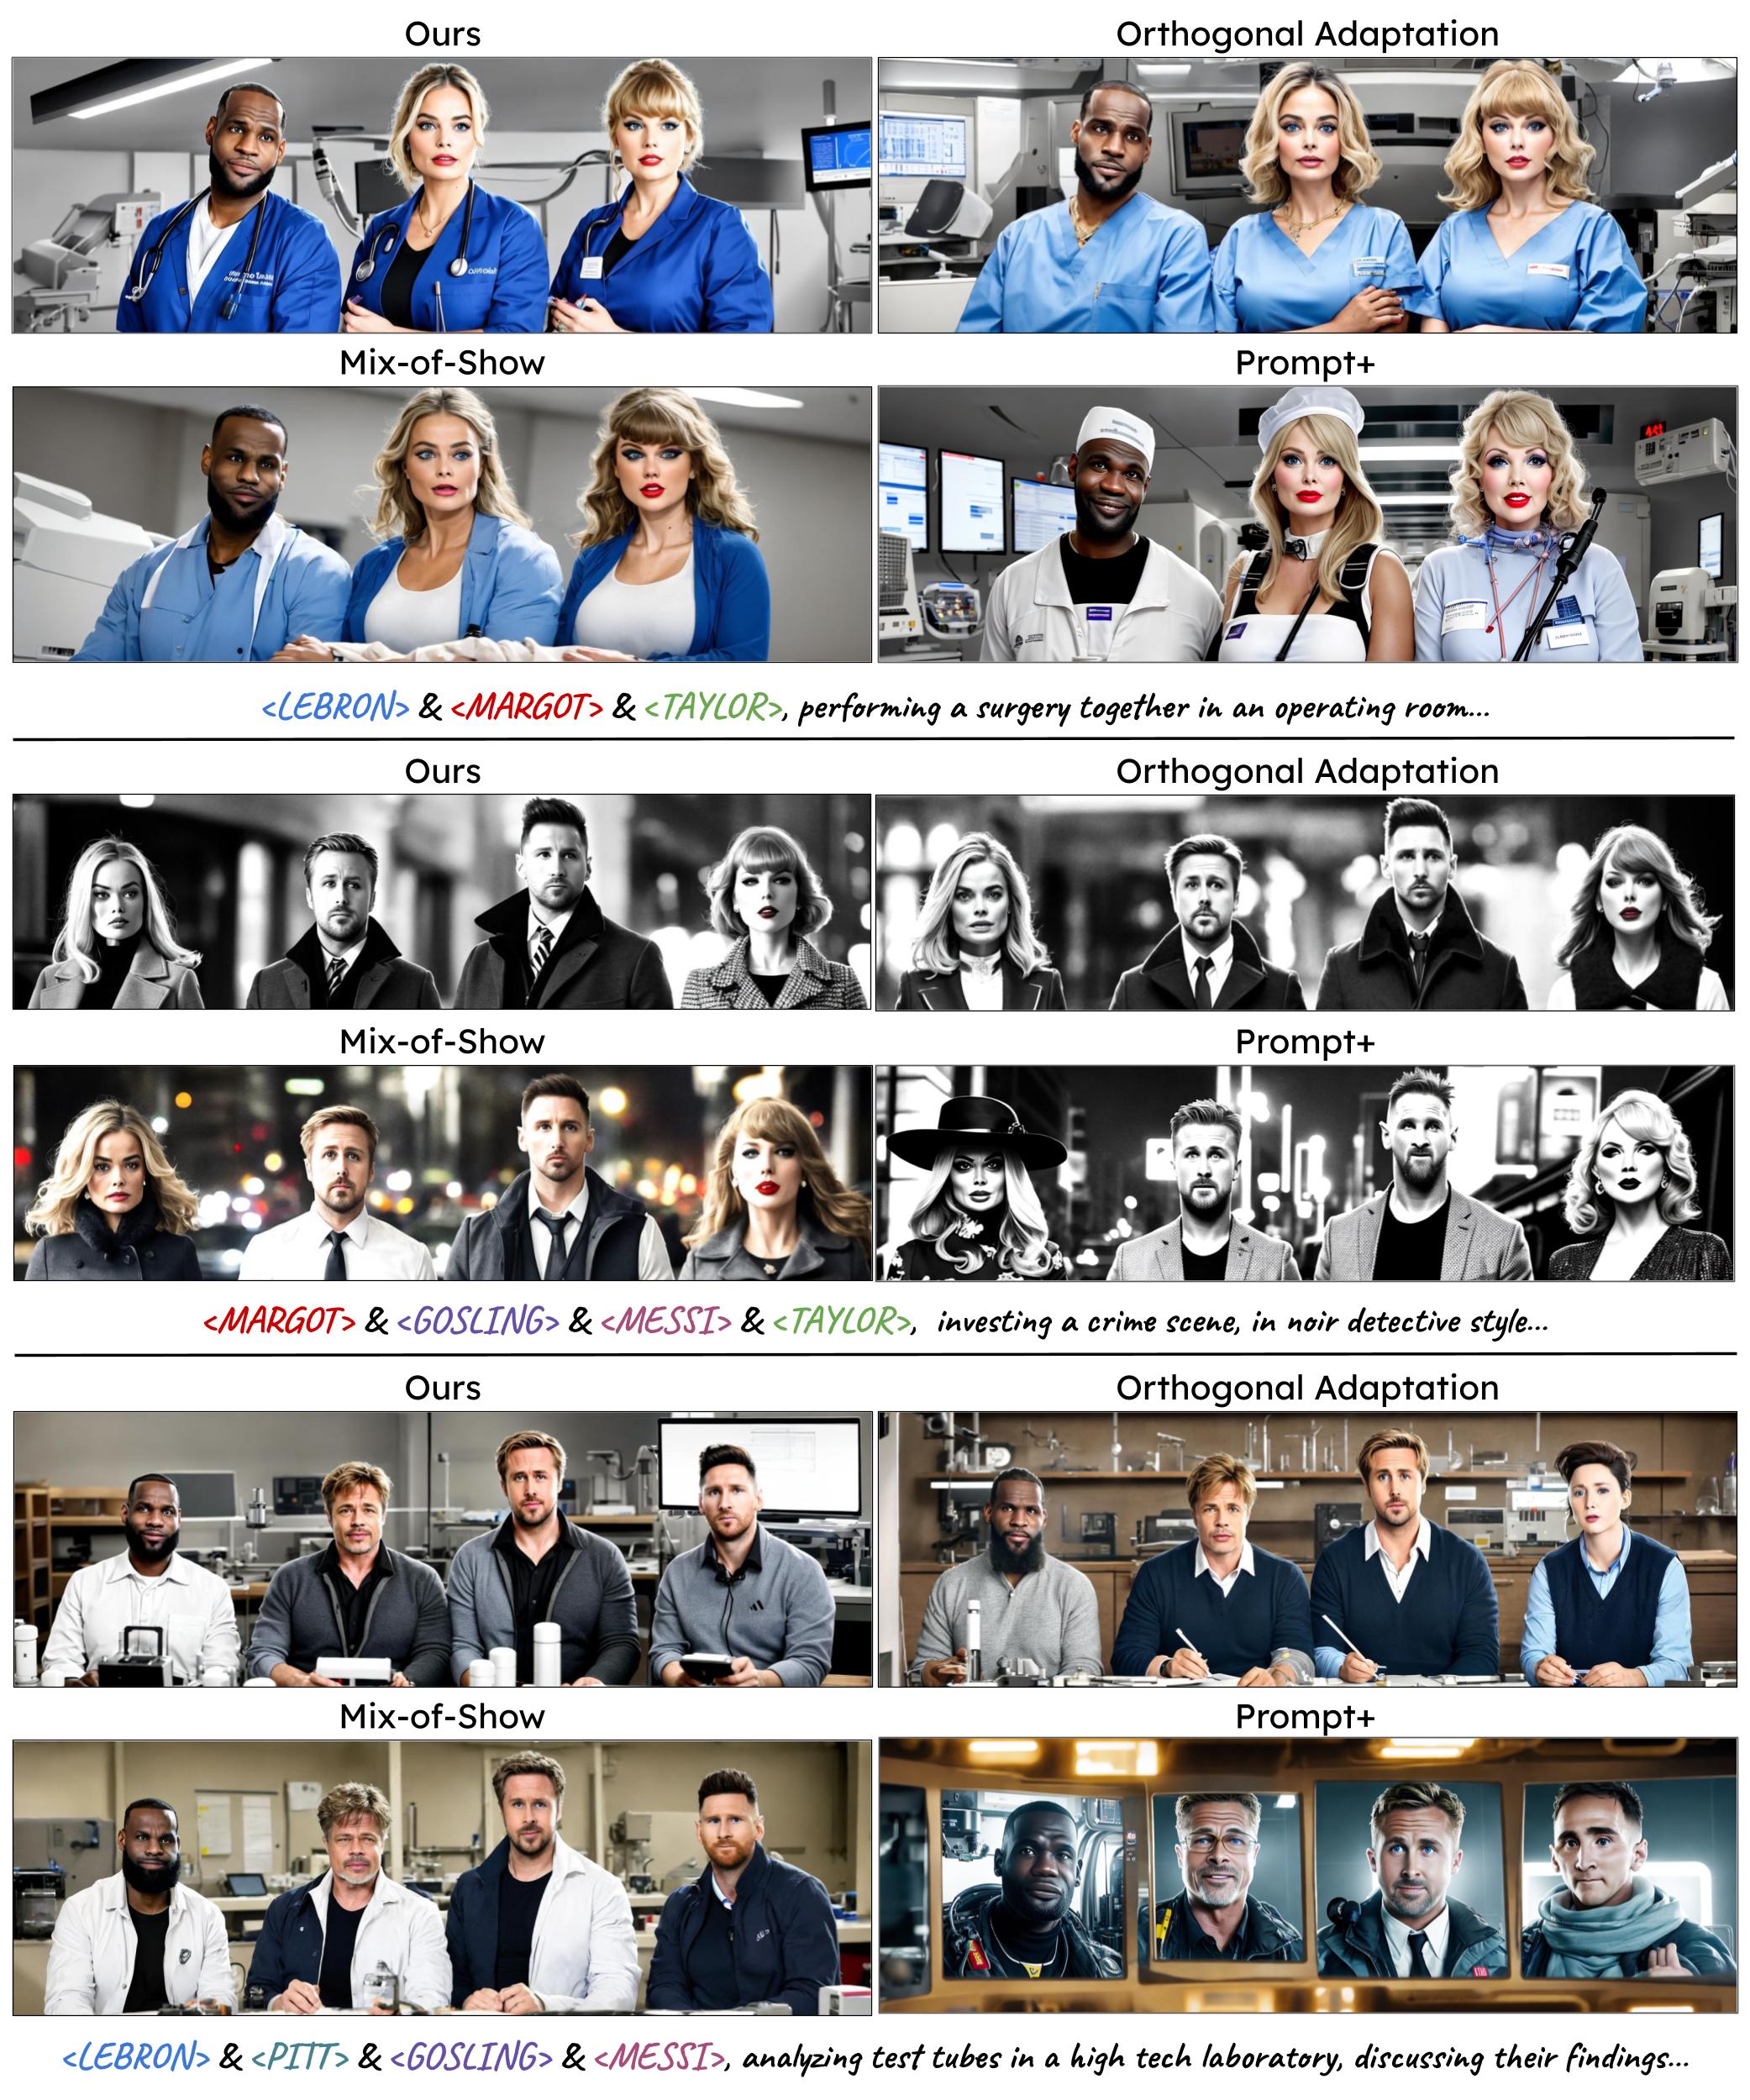 Ours
Orthogonal Adaptation
Mix-of-Show
Prompt+
<LEBRON> & <MARGOT> & <TAYLOR>, performing a surgery together in an operating room...
Ours
Orthogonal Adaptation
Mix-of-Show
Prompt+
<MARGOT> & <GOSLING> & <MESSI> & <TAYLOR>, investing a crime scene, in noir detective style...
Ours
Orthogonal Adaptation
Mix-of-Show
Prompt+
<LEBRON> & <PITT> & <GOSLING> & <MESSI>, analyzing test tubes in a high tech laboratory, discussing their findings...